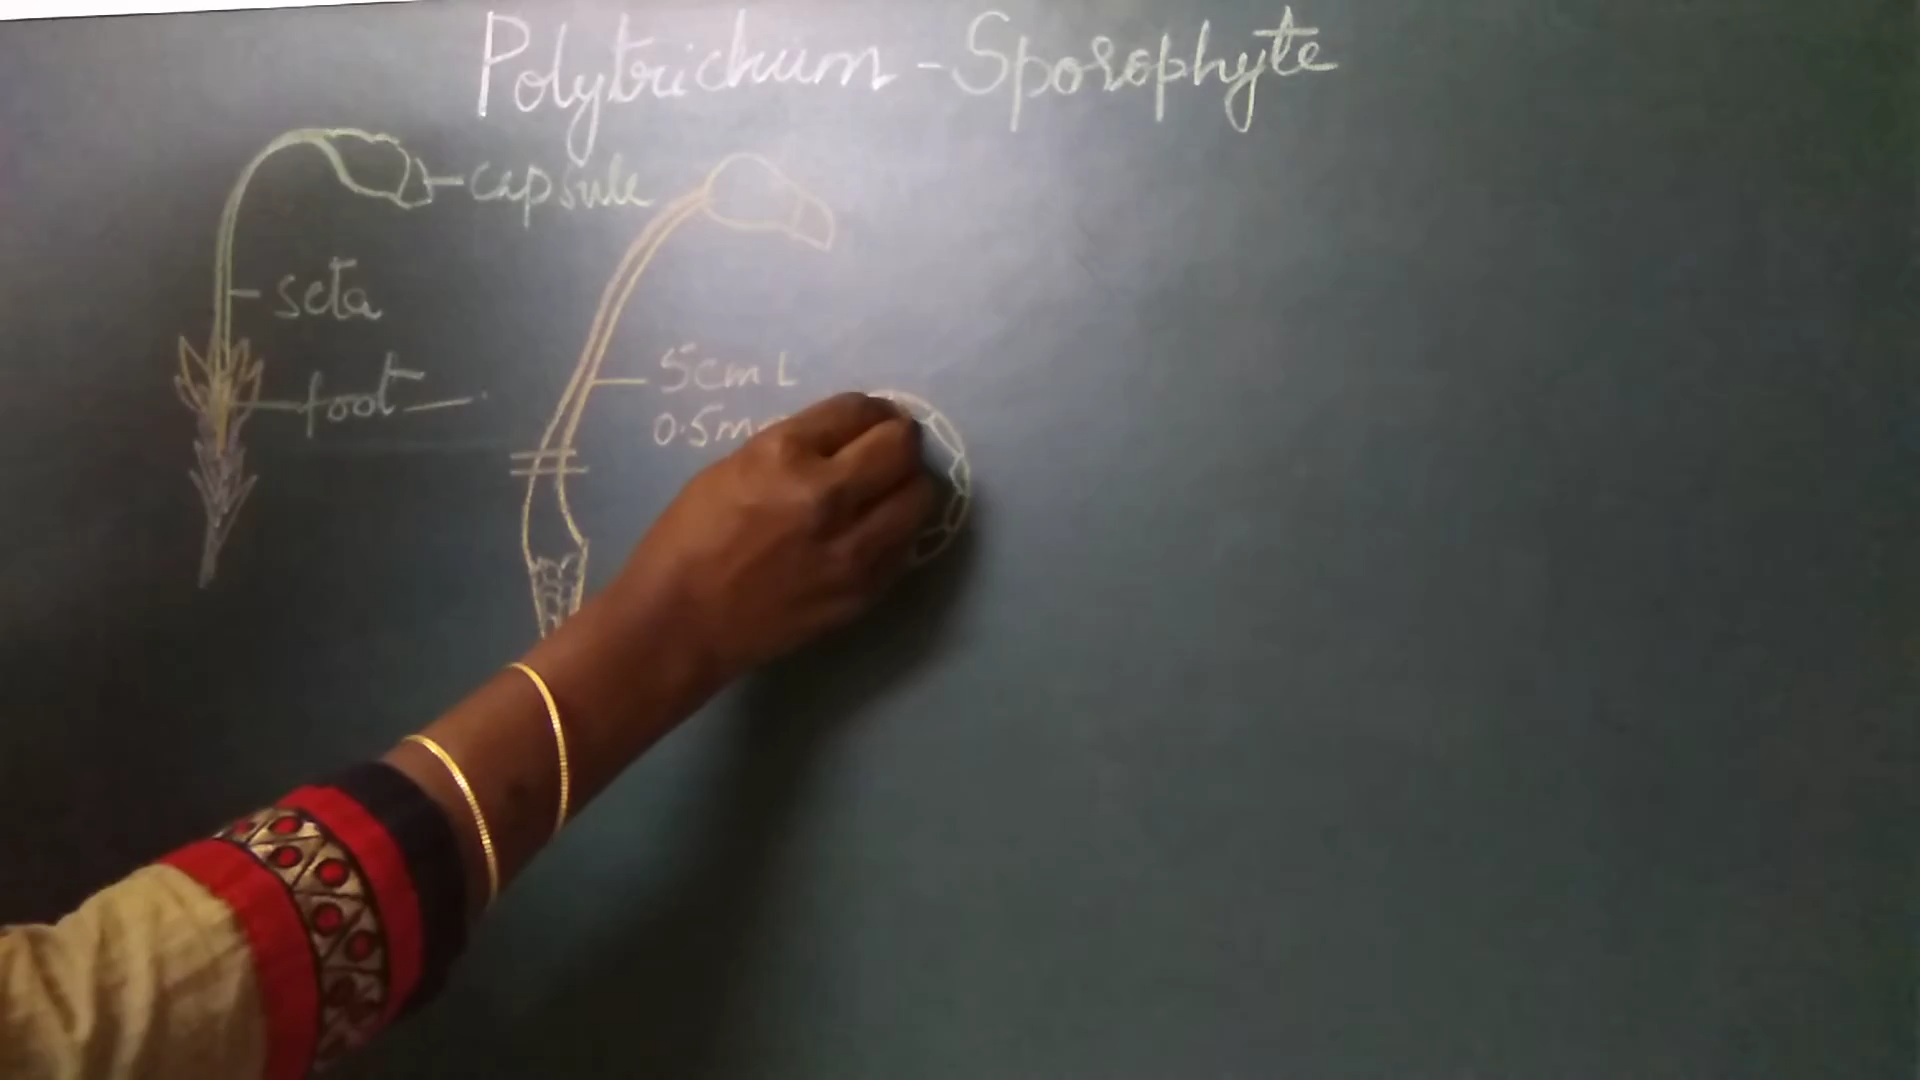 Polytrichum - Sporophyte
capsule
seta
foot
5cm L
0.5m